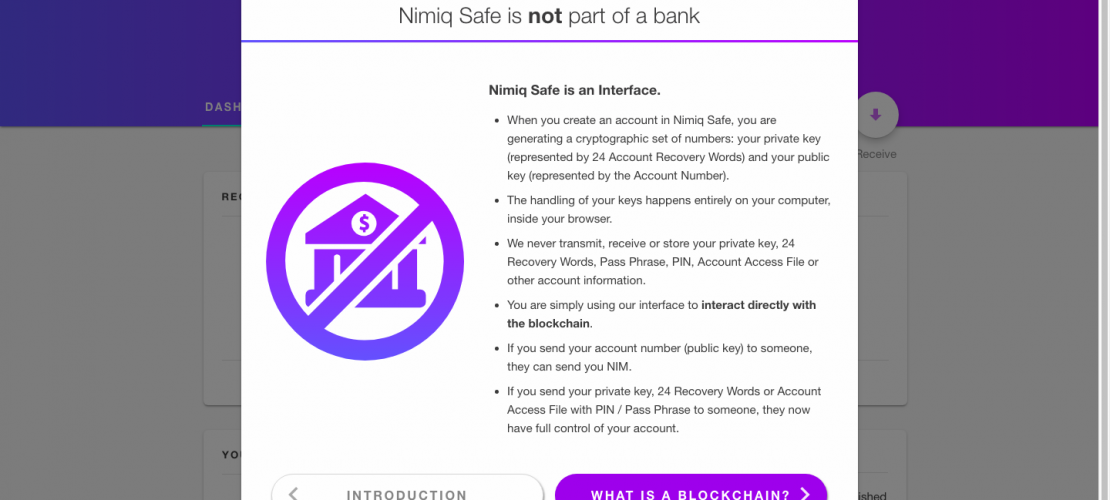 Nimiq Safe is not part of a bank
DASH
Receive
REC
$
Nimiq Safe is an Interface.
• When you create an account in Nimiq Safe, you are
generating a cryptographic set of numbers: your private key
(represented by 24 Account Recovery Words) and your public
key (represented by the Account Number).
• The handling of your keys happens entirely on your computer,
inside your browser.
• We never transmit, receive or store your private key, 24
Recovery Words, Pass Phrase, PIN, Account Access File or
other account information.
• You are simply using our interface to interact directly with
the blockchain.
• If you send your account number (public key) to someone,
they can send you NIM.
• If you send your private key, 24 Recovery Words or Account
Access File with PIN / Pass Phrase to someone, they now
have full control of your account.
YO
INTRODUCTION
WHAT IS A BLOCKCHAIN?
ished